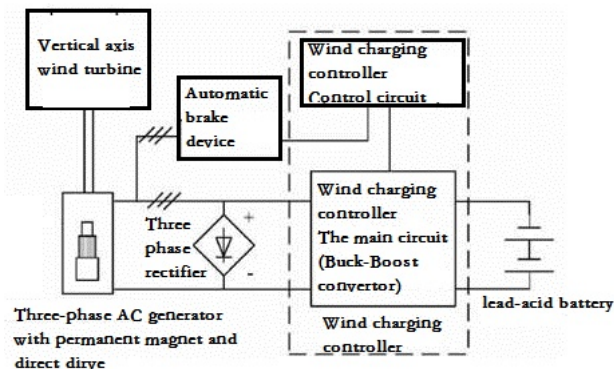 Vertical axis
wind turbine
Automatic
brake
device
Wind charging
controller
Control circuit
Three
phase
rectifier
+
-
Wind charging
controller
The main circuit
(Buck-Boost
convertor)
lead-acid battery
Three-phase AC generator
with permanent magnet and
direct dirye
Wind charging
controller